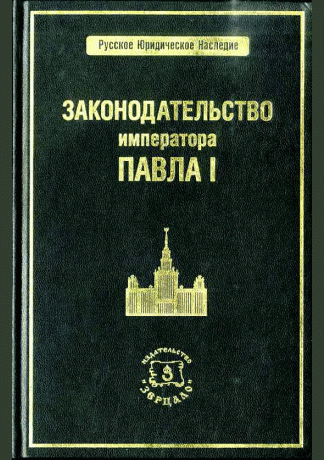 Русское Юридическое Наследие
ЗАКОНОДАТЕЛЬСТВО
императора
ПАВЛА I
ИЗДАТЕЛЬСТВО
"ЗЕРЦАЛО"